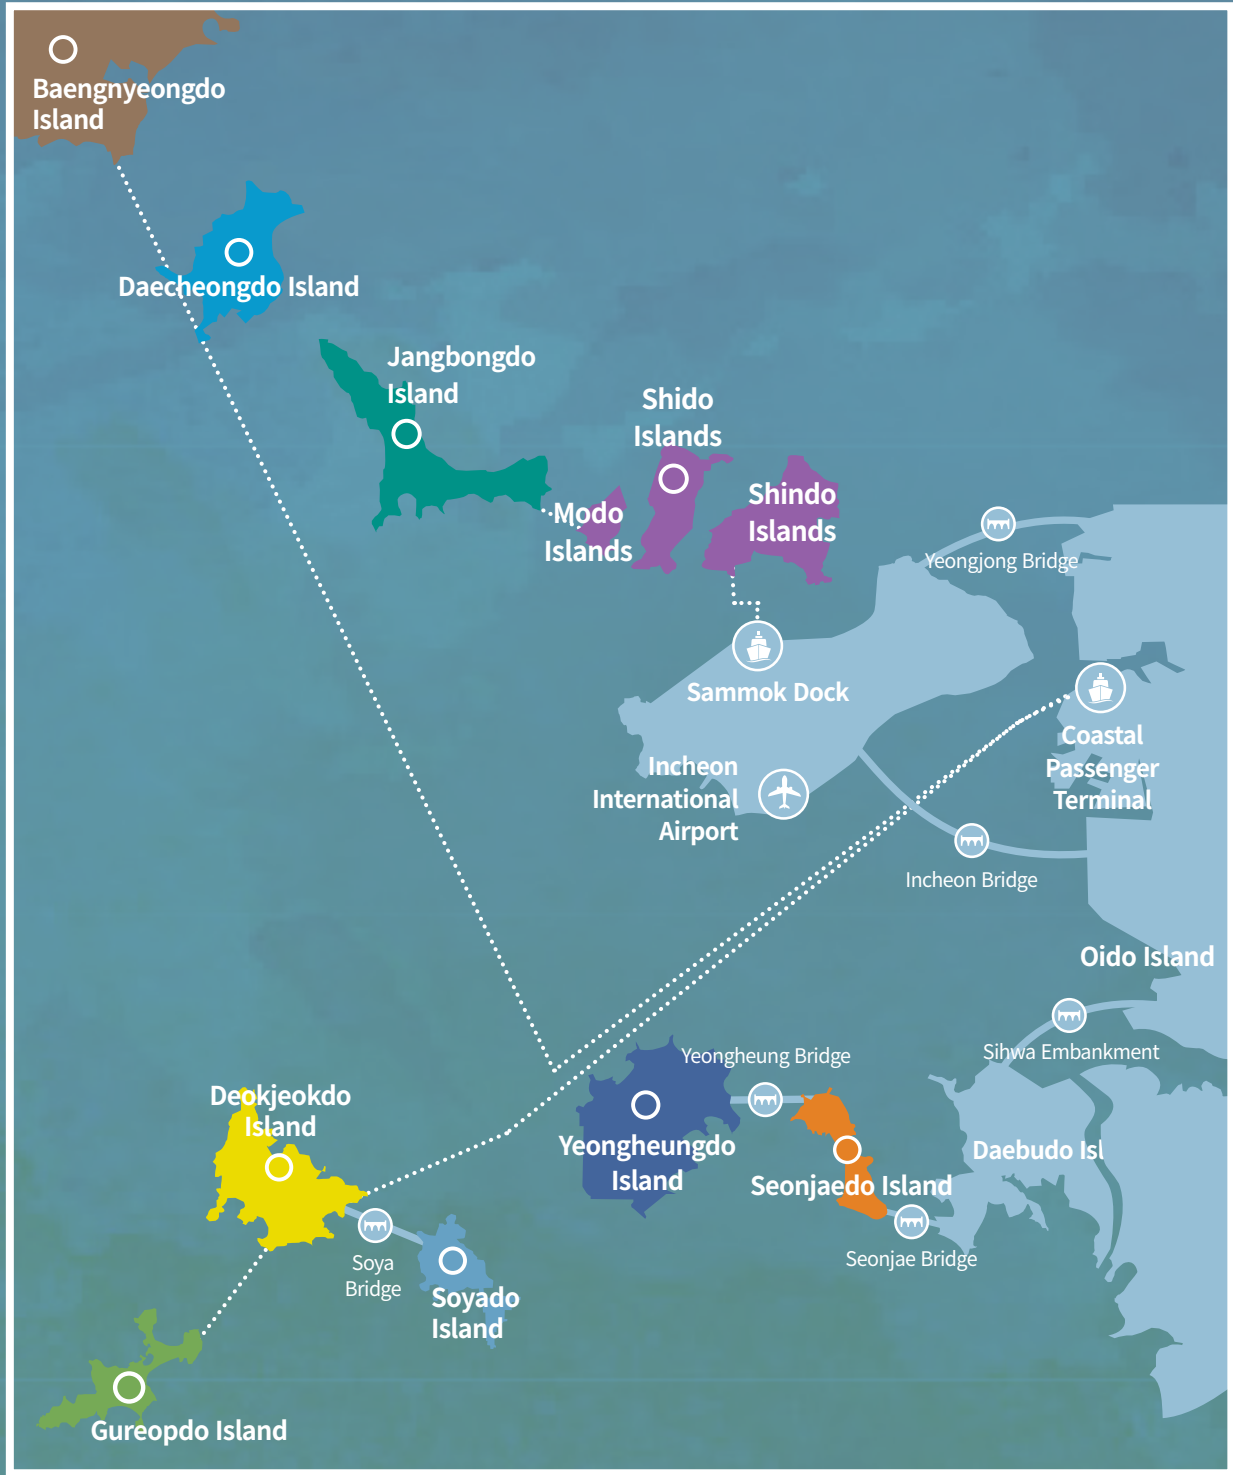 Baengnyeongdo
Island
Daecheongdo Island
Jangbongdo
Island
Shido
Islands
Modo
Islands
Shindo
Islands
Yeongjong Bridge
Sammok Dock
Coastal
Passenger
Terminal
Incheon
International
Airport
Incheon Bridge
Oido Island
Sihwa Embankment
Yeongheung Bridge
Deokjeokdo
Island
Yeongheungdo
Island
Daebudo Isl
Seonjaedo Island
Seonjae Bridge
Soya
Bridge
Soyado
Island
Gureopdo Island